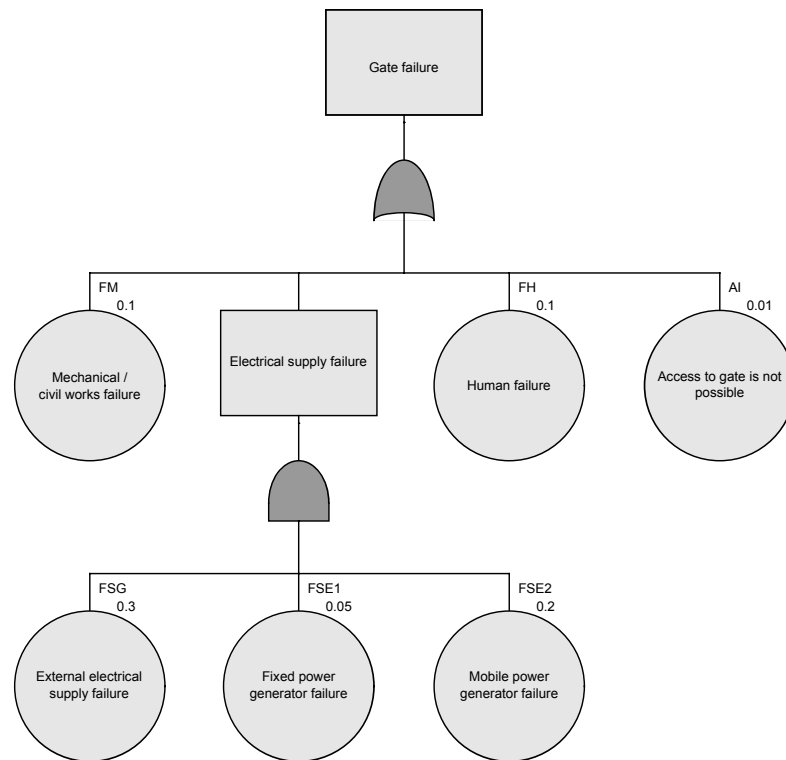 Gate failure
FM
0.1
FH
0.1
AI
0.01
Mechanical /
civil works failure
Electrical supply failure
Human failure
Access to gate is not
possible
FSG
0.3
FSE1
0.05
FSE2
0.2
External electrical
supply failure
Fixed power
generator failure
Mobile power
generator failure